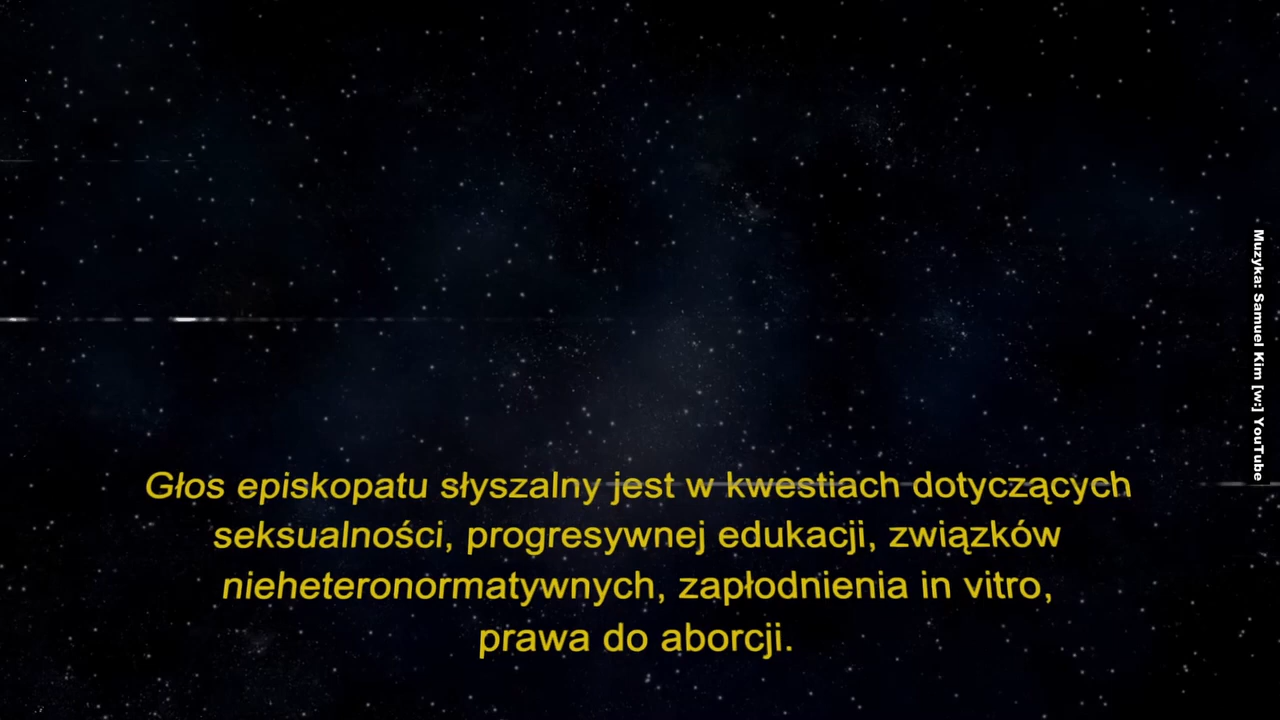 Głos episkopatu słyszalny jest w kwestiach dotyczących
seksualności, progresywnej edukacji, związków
nieheteronormatywnych, zapłodnienia in vitro,
prawa do aborcji.
Muzyka: Samuel Kim [w:] YouTube